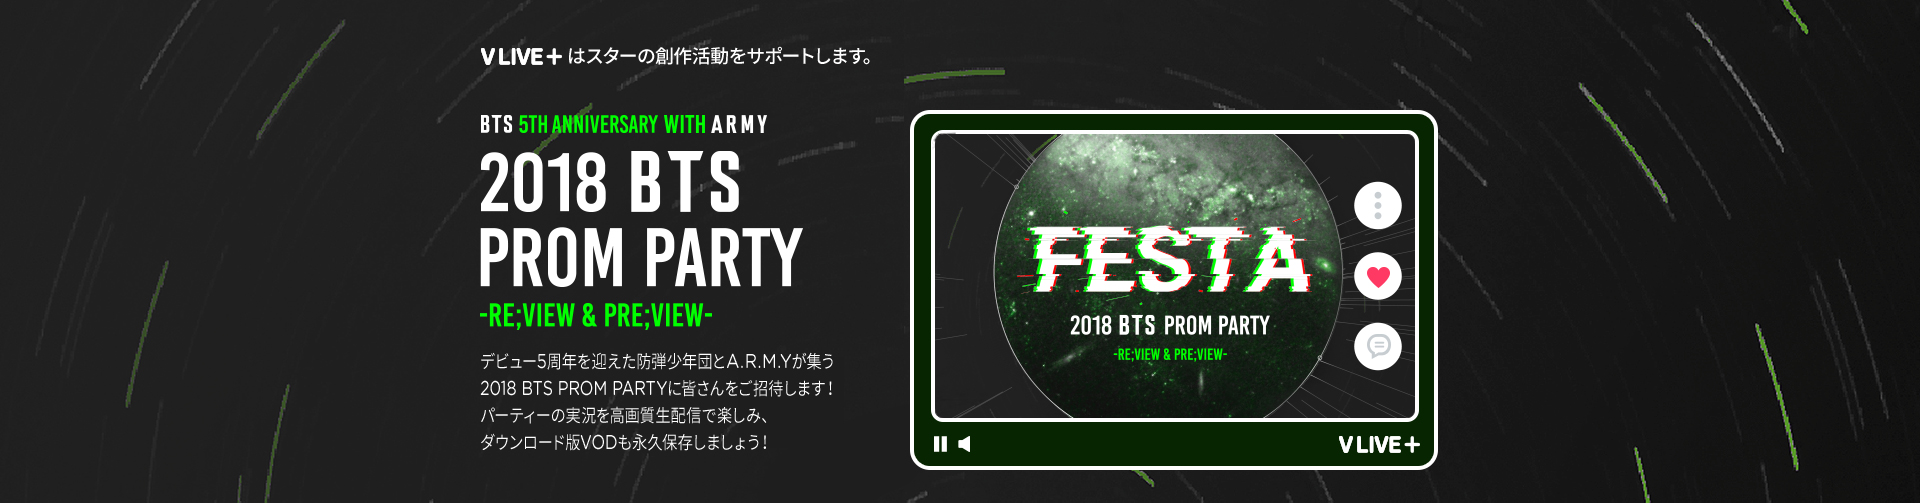 V LIVE+ はスターの創作活動をサポートします。
BTS 5TH ANNIVERSARY WITH A R M Y
2018 BTS
PROM PARTY
-RE;VIEW & PRE;VIEW-
デビュー5周年を迎えた防弾少年団とA.R.M.Yが集う
2018 BTS PROM PARTYに皆さんをご招待します！
パーティーの実況を高画質生配信で楽しみ、
ダウンロード版VODも永久保存しましょう！
FESTA
2018 BTS PROM PARTY
-RE;VIEW & PRE;VIEW-
V LIVE+